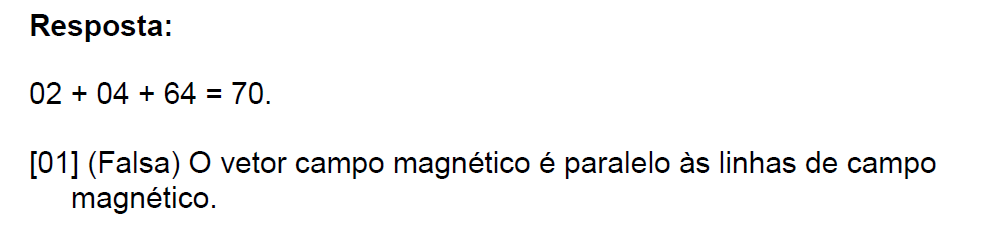 Resposta:
02 + 04 + 64 = 70.
[01] (Falsa) O vetor campo magnético é paralelo às linhas de campo
magnético.